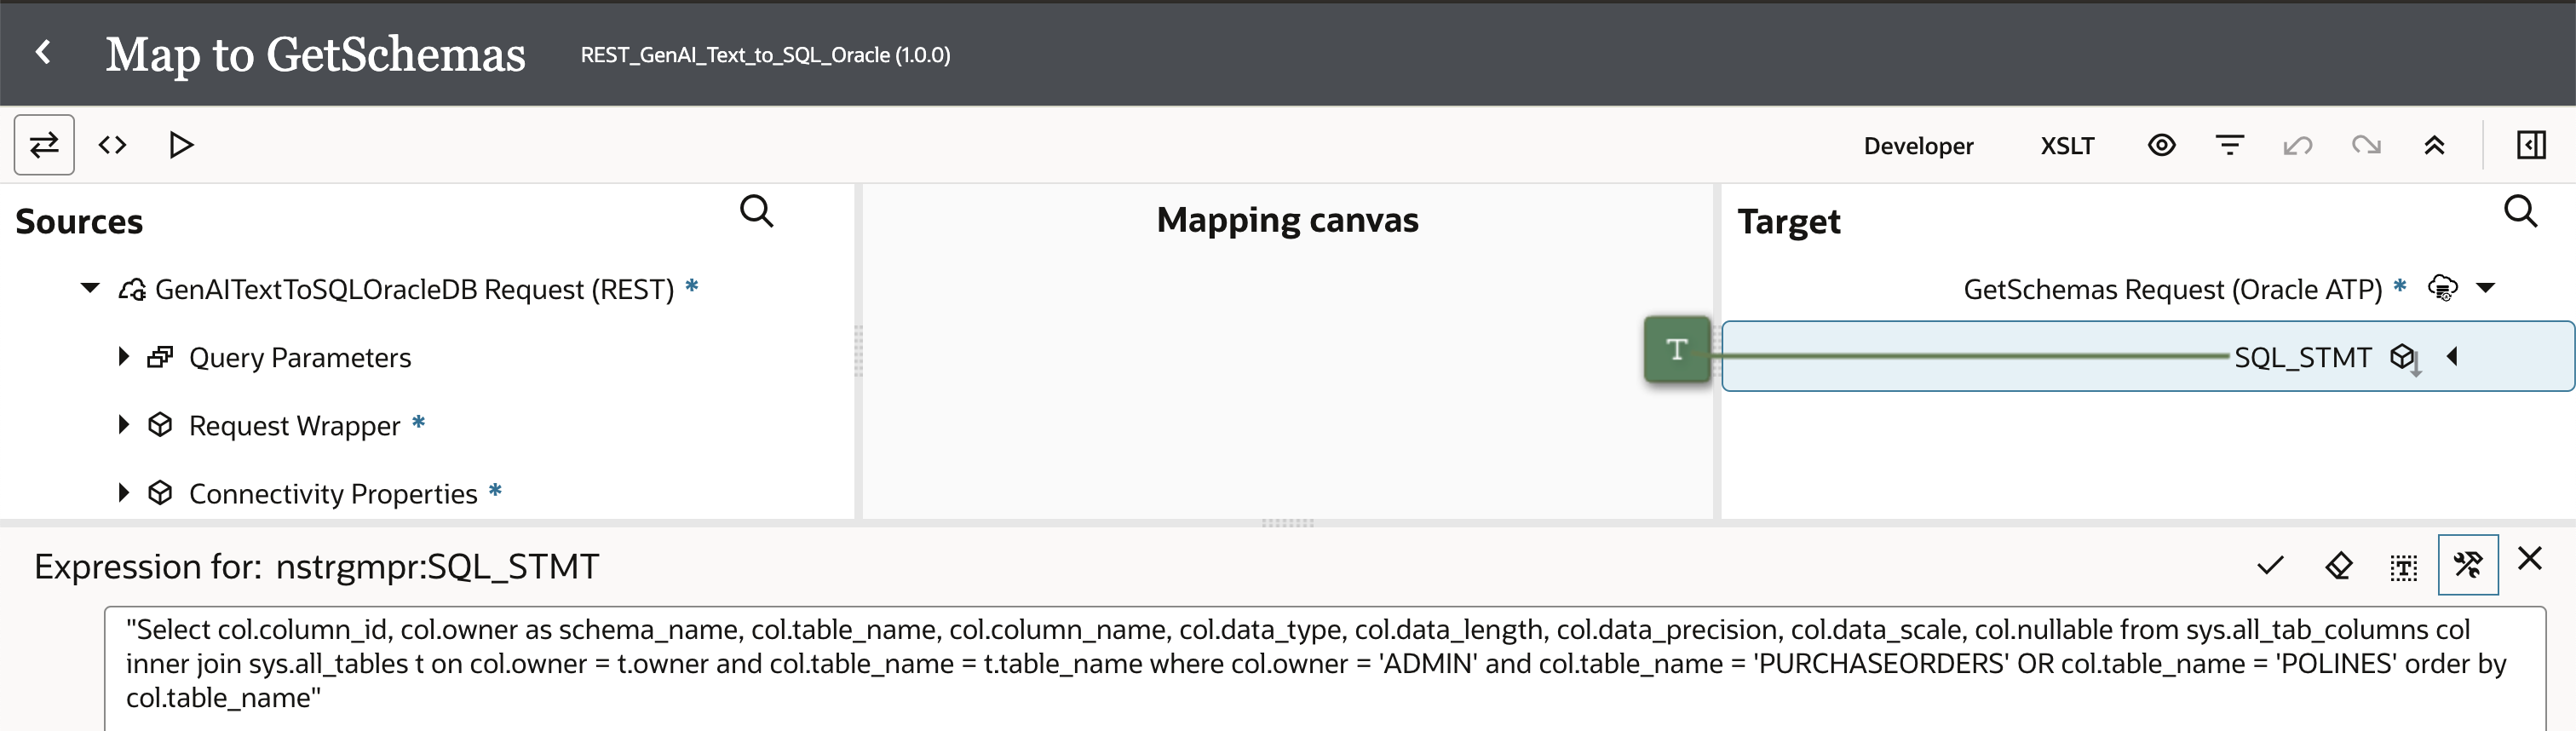 Map to GetSchemas REST_GenAI_Text_to_SQL_Oracle (1.0.0)
Developer XSLT
Sources
Mapping canvas
Target
GenAITextToSQLOracleDB Request (REST) *
GetSchemas Request (Oracle ATP) *
Query Parameters
T
SQL_STMT
Request Wrapper *
Connectivity Properties *
Expression for: nstrgmpr:SQL_STMT
"Select col.column_id, col.owner as schema_name, col.table_name, col.column_name, col.data_type, col.data_length, col.data_precision, col.data_scale, col.nullable from sys.all_tab_columns col
inner join sys.all_tables t on col.owner = t.owner and col.table_name = t.table_name where col.owner = 'ADMIN' and col.table_name = 'PURCHASEORDERS' OR col.table_name = 'POLINES' order by
col.table_name"